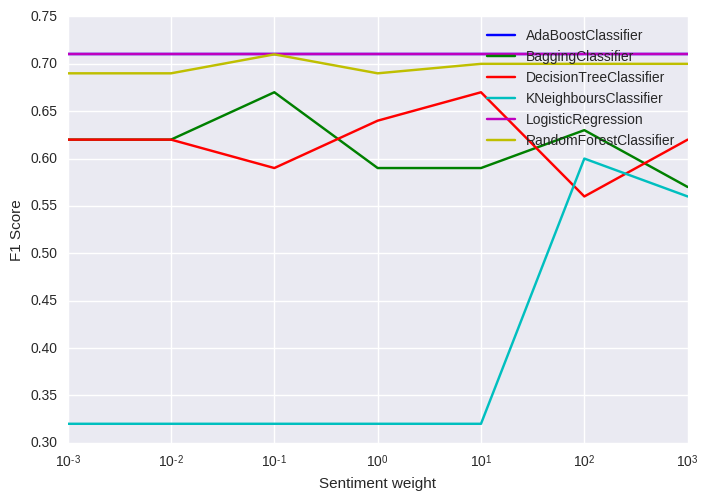 0.75
0.70
0.65
0.60
0.55
0.50
0.45
0.40
0.35
0.30
F1 Score
AdaBoostClassifier
BaggingClassifier
DecisionTreeClassifier
KNeighboursClassifier
LogisticRegression
RandomForestClassifier
10⁻³ 10⁻² 10⁻¹ 10⁰ 10¹ 10² 10³
Sentiment weight